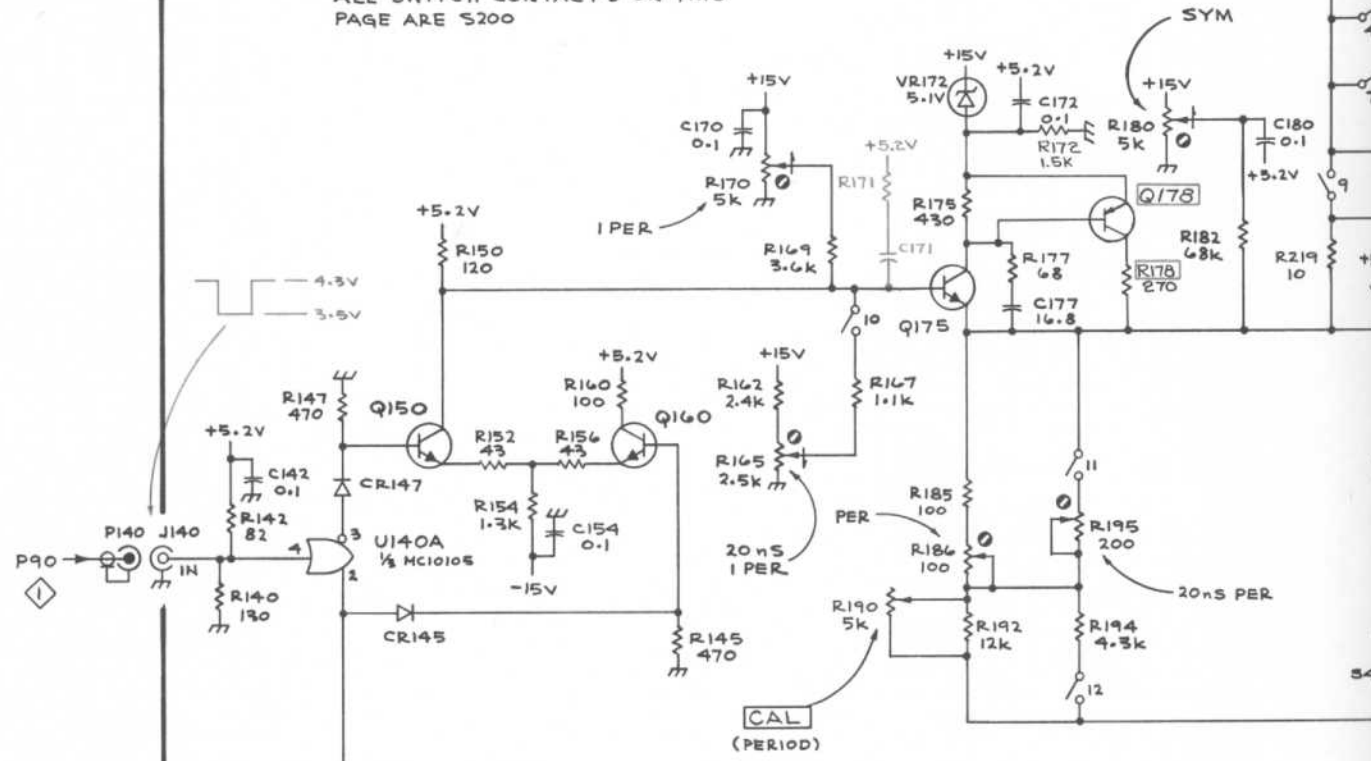 PAGE ARE S200
SYM
+15V
+15V
VR172
5.1V
+5.2V
C172
0.1
R172
1.5K
+15V
R180
5K
C180
0.1
+5.2V
C170
0.1
R170
5K
1 PER
+5.2V
R171
C171
R175
430
Q178
R178
270
R177
68
C177
16.8
R182
68K
9
R219
10
+5.2V
R150
120
R169
3.6K
Q175
10
4.3V
3.5V
+5.2V
R160
100
Q160
+15V
R162
2.4K
R167
1.1K
R147
470
Q150
R152
43
R156
43
R165
2.5K
+5.2V
C142
0.1
R142
82
CR147
R154
1.3K
C154
0.1
-15V
20 nS
1 PER
PER
R185
100
R186
100
11
R195
200
20nS PER
P90
1
P140
J140
IN
4
3
2
U140A
1/3 MC10105
R140
130
CR145
R145
470
R190
5K
R192
12K
R194
4.3K
12
CAL
(PERIOD)